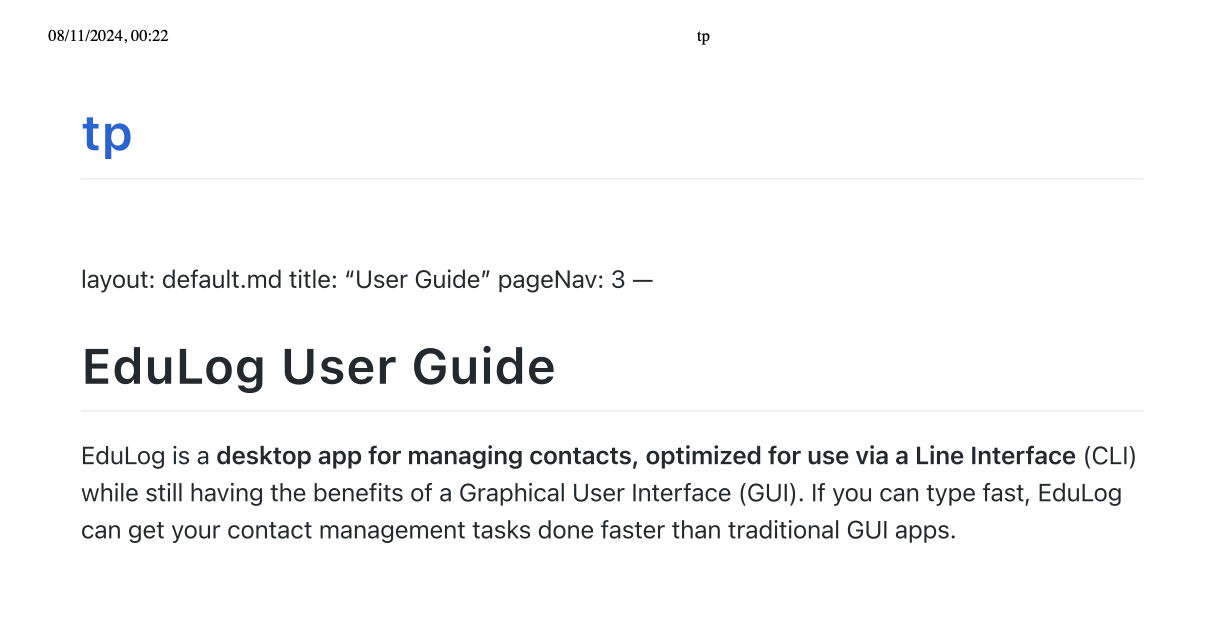 08/11/2024, 00:22 tp
tp
layout: default.md title: “User Guide” pageNav: 3 —
EduLog User Guide
EduLog is a desktop app for managing contacts, optimized for use via a Line Interface (CLI)
while still having the benefits of a Graphical User Interface (GUI). If you can type fast, EduLog
can get your contact management tasks done faster than traditional GUI apps.